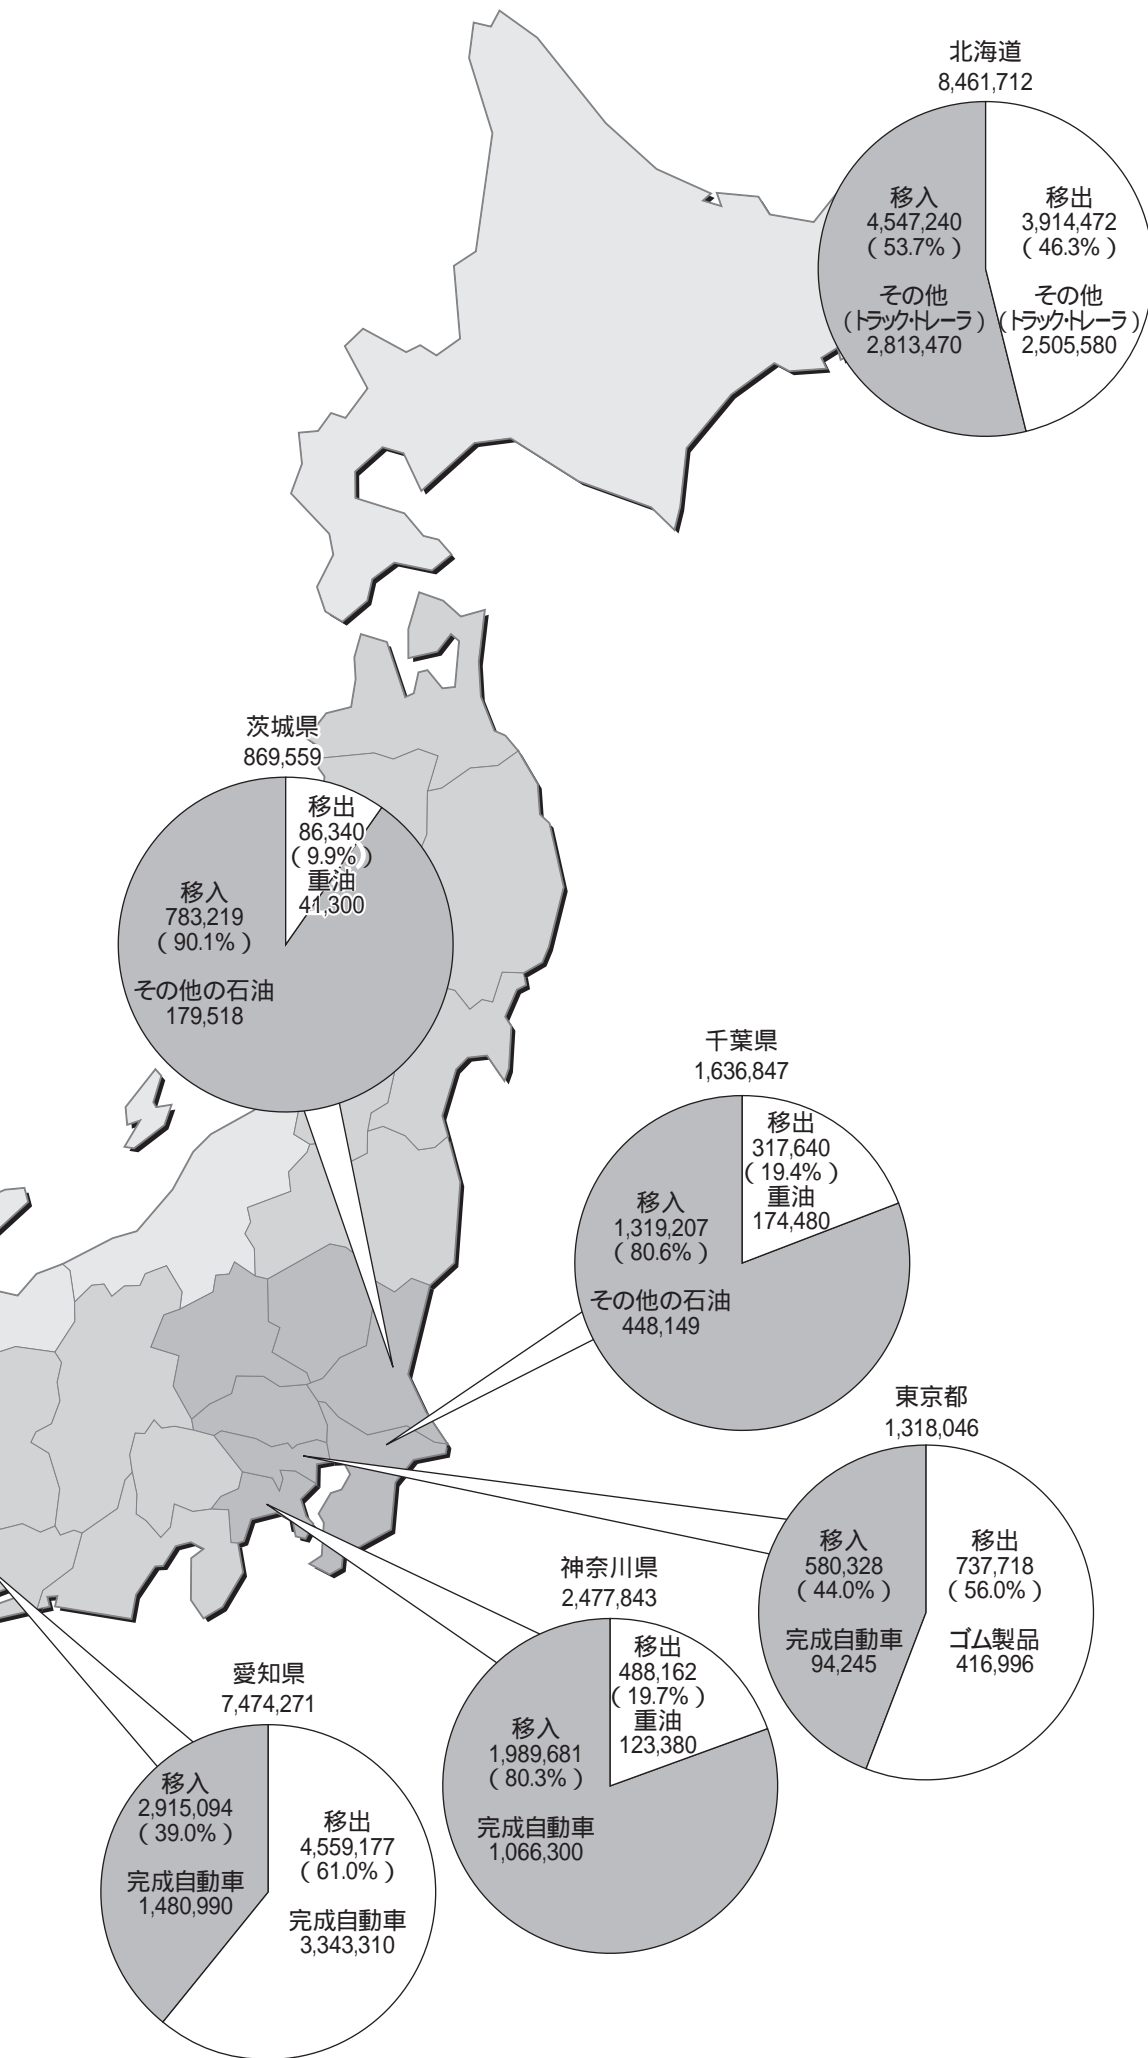 北海道
8,461,712
移入
4,547,240
( 53.7% )
その他
(トラック・トレーラ)
2,813,470
移出
3,914,472
( 46.3% )
その他
(トラック・トレーラ)
2,505,580
茨城県
869,559
移出
86,340
( 9.9% )
重油
41,300
移入
783,219
( 90.1% )
その他の石油
179,518
千葉県
1,636,847
移出
317,640
( 19.4% )
重油
174,480
移入
1,319,207
( 80.6% )
その他の石油
448,149
東京都
1,318,046
移入
580,328
( 44.0% )
完成自動車
94,245
移出
737,718
( 56.0% )
ゴム製品
416,996
神奈川県
2,477,843
移出
488,162
( 19.7% )
重油
123,380
移入
1,989,681
( 80.3% )
完成自動車
1,066,300
愛知県
7,474,271
移入
2,915,094
( 39.0% )
完成自動車
1,480,990
移出
4,559,177
( 61.0% )
完成自動車
3,343,310